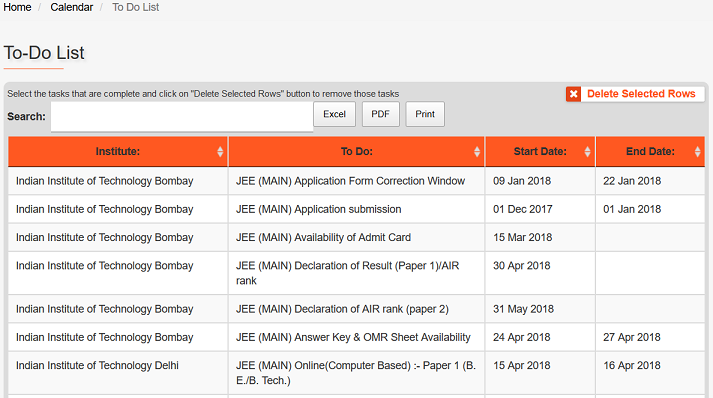 Home / Calendar / To Do List
To-Do List
Select the tasks that are complete and click on "Delete Selected Rows" button to remove those tasks
Delete Selected Rows
Search: Excel PDF Print
Institute: To Do: Start Date: End Date:
Indian Institute of Technology Bombay JEE (MAIN) Application Form Correction Window 09 Jan 2018 22 Jan 2018
Indian Institute of Technology Bombay JEE (MAIN) Application submission 01 Dec 2017 01 Jan 2018
Indian Institute of Technology Bombay JEE (MAIN) Availability of Admit Card 15 Mar 2018
Indian Institute of Technology Bombay JEE (MAIN) Declaration of Result (Paper 1)/AIR 30 Apr 2018
rank
Indian Institute of Technology Bombay JEE (MAIN) Declaration of AIR rank (paper 2) 31 May 2018
Indian Institute of Technology Bombay JEE (MAIN) Answer Key & OMR Sheet Availability 24 Apr 2018 27 Apr 2018
Indian Institute of Technology Delhi JEE (MAIN) Online(Computer Based) :- Paper 1 (B. 15 Apr 2018 16 Apr 2018
E./B. Tech.)